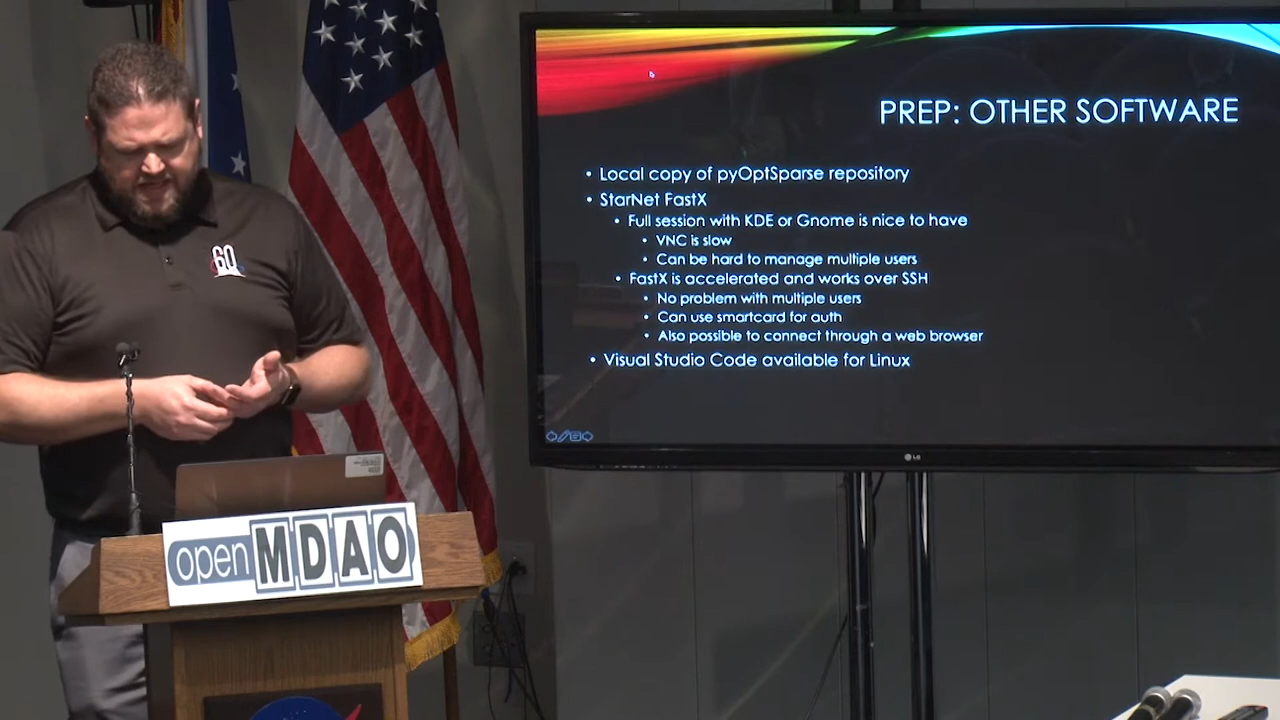 PREP: OTHER SOFTWARE
• Local copy of pyOptSparse repository
• StarNet FastX
• Full session with KDE or Gnome is nice to have
• VNC is slow
• Can be hard to manage multiple users
• FastX is accelerated and works over SSH
• No problem with multiple users
• Can use smartcard for auth
• Also possible to connect through a web browser
• Visual Studio Code available for Linux
60
LG
openMDAO